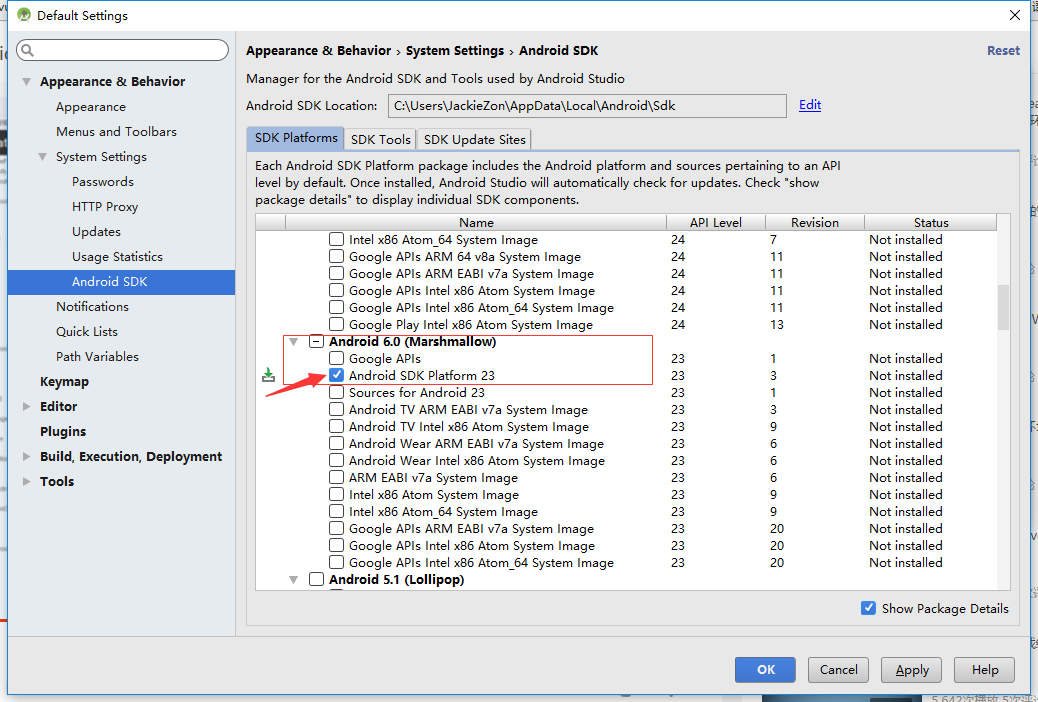 Default Settings
Appearance & Behavior › System Settings › Android SDK
Reset
Manager for the Android SDK and Tools used by Android Studio
Android SDK Location: C:\Users\JackieZon\AppData\Local\Android\Sdk Edit
Appearance & Behavior
Appearance
Menus and Toolbars
System Settings
Passwords
HTTP Proxy
Updates
Usage Statistics
Android SDK
Notifications
Quick Lists
Path Variables
Keymap
Editor
Plugins
Build, Execution, Deployment
Tools
SDK Platforms SDK Tools SDK Update Sites
Each Android SDK Platform package includes the Android platform and sources pertaining to an API
level by default. Once installed, Android Studio will automatically check for updates. Check "show
package details" to display individual SDK components.
Name API Level Revision Status
Intel x86 Atom_64 System Image 24 7 Not installed
Google APIs ARM 64 v8a System Image 24 11 Not installed
Google APIs ARM EABI v7a System Image 24 11 Not installed
Google APIs Intel x86 Atom System Image 24 11 Not installed
Google APIs Intel x86 Atom_64 System Image 24 11 Not installed
Google Play Intel x86 Atom System Image 24 13 Not installed
Android 6.0 (Marshmallow)
Google APIs 23 1 Not installed
Android SDK Platform 23 23 3 Not installed
Sources for Android 23 23 1 Not installed
Android TV ARM EABI v7a System Image 23 3 Not installed
Android TV Intel x86 Atom System Image 23 9 Not installed
Android Wear ARM EABI v7a System Image 23 6 Not installed
Android Wear Intel x86 Atom System Image 23 6 Not installed
ARM EABI v7a System Image 23 6 Not installed
Intel x86 Atom System Image 23 9 Not installed
Intel x86 Atom_64 System Image 23 9 Not installed
Google APIs ARM EABI v7a System Image 23 20 Not installed
Google APIs Intel x86 Atom System Image 23 20 Not installed
Google APIs Intel x86 Atom_64 System Image 23 20 Not installed
Android 5.1 (Lollipop)
Show Package Details
OK Cancel Apply Help